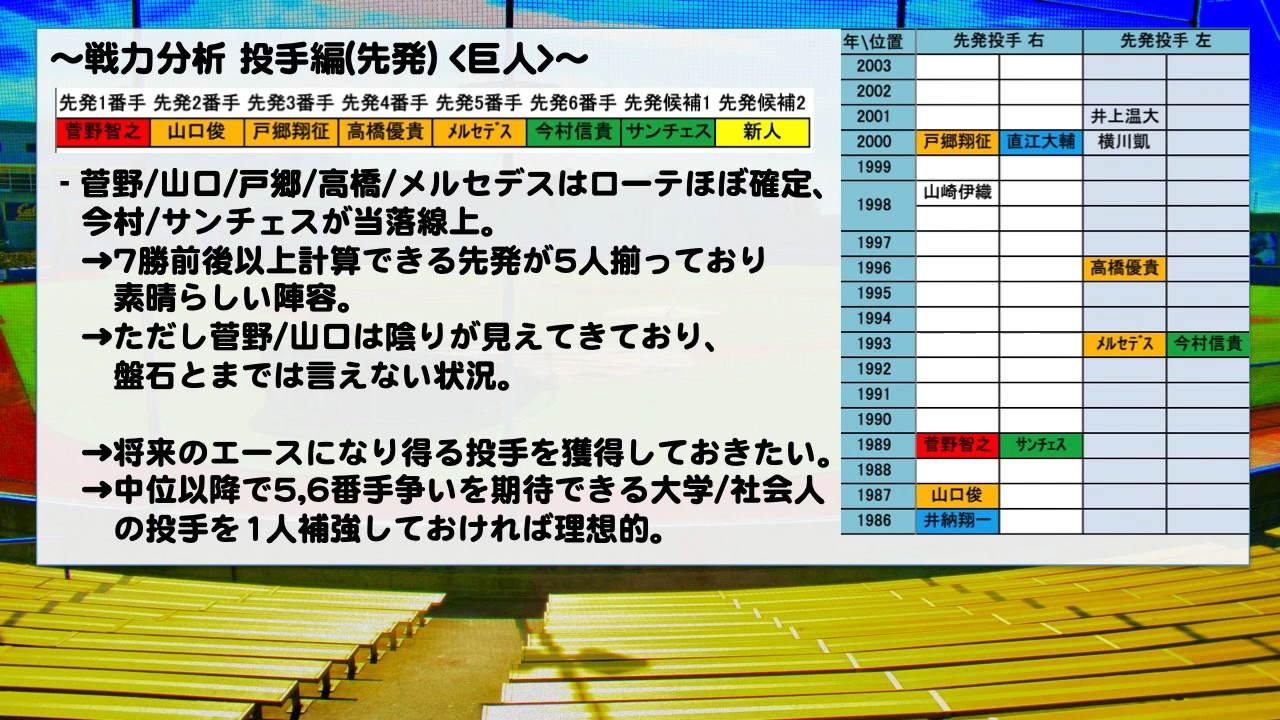 〜戦力分析 投手編(先発) <巨人>〜
先発1番手 先発2番手 先発3番手 先発4番手 先発5番手 先発6番手 先発候補1 先発候補2
菅野智之 山口俊 戸郷翔征 高橋優貴 ﾒﾙｾﾃﾞｽ 今村信貴 サンチェス 新人
- 菅野/山口/戸郷/高橋/メルセデスはローテほぼ確定、
今村/サンチェスが当落線上。
→7勝前後以上計算できる先発が5人揃っており
素晴らしい陣容。
→ただし菅野/山口は陰りが見えてきており、
盤石とまでは言えない状況。
→将来のエースになり得る投手を獲得しておきたい。
→中位以降で5,6番手争いを期待できる大学/社会人
の投手を1人補強しておければ理想的。
年\位置 先発投手 右 先発投手 左
2003
2002
2001 井上温大
2000 戸郷翔征 直江大輔 横川凱
1999
1998 山崎伊織
1997
1996 高橋優貴
1995
1994
1993 ﾒﾙｾﾃﾞｽ 今村信貴
1992
1991
1990
1989 菅野智之 ｻﾝﾁｪｽ
1988
1987 山口俊
1986 井納翔一